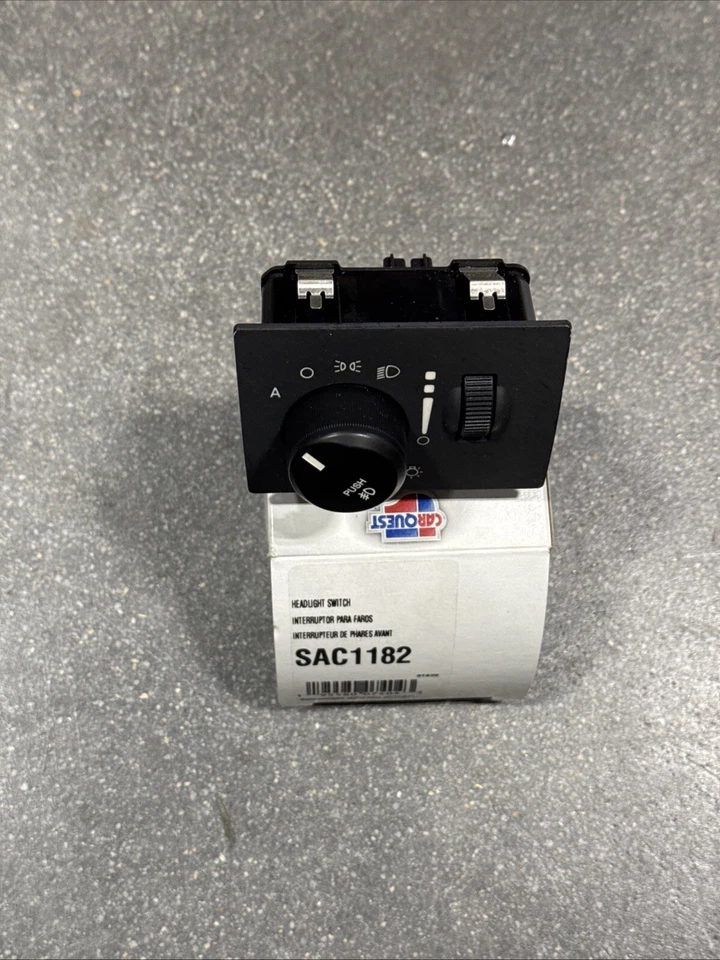 A
PUSH
CARQUEST
HEADLIGHT SWITCH
INTERRUPTOR PARA FAROS
INTERRUPTEUR DE PHARES AVANT
SAC1182